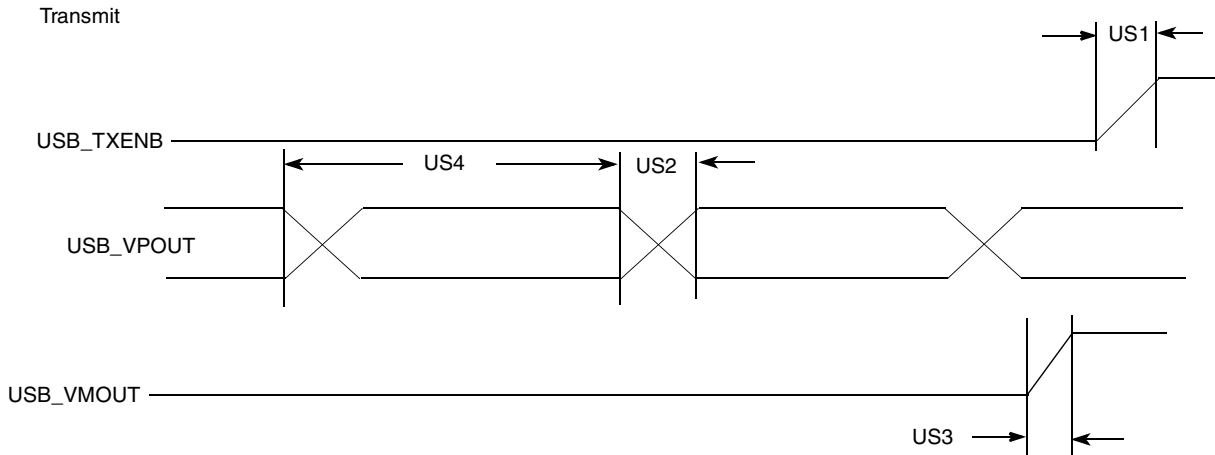 Transmit
US1
USB_TXENB
US4
US2
USB_VPOUT
USB_VMOUT
US3